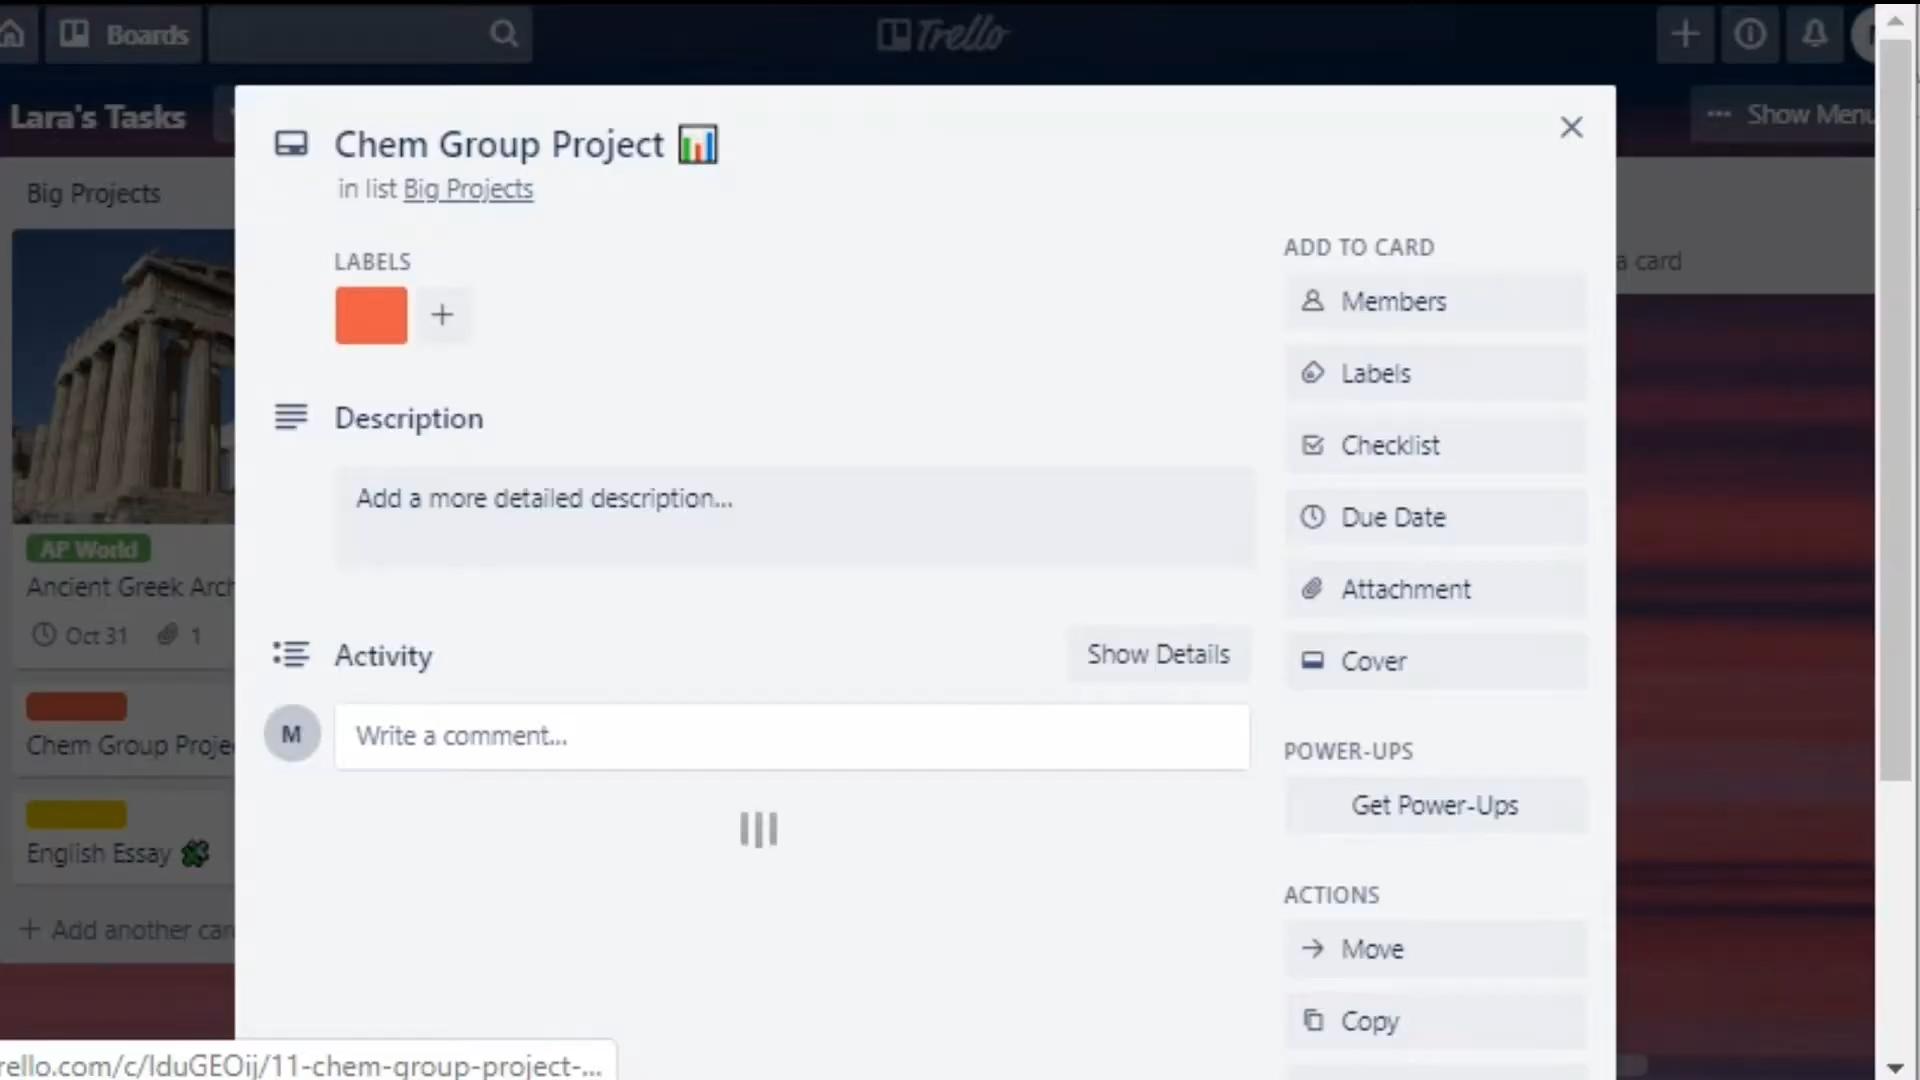 Boards
Trello
Lara's Tasks
Show Menu
Big Projects
AP World
Ancient Greek Arch
Oct 31
1
Chem Group Projec
English Essay
+ Add another card
Chem Group Project
in list Big Projects
LABELS
+
Description
Add a more detailed description...
Activity
Show Details
M
Write a comment...
ADD TO CARD
Members
Labels
Checklist
Due Date
Attachment
Cover
POWER-UPS
Get Power-Ups
ACTIONS
Move
Copy
a card
rello.com/c/lduGEOij/11-chem-group-project-...